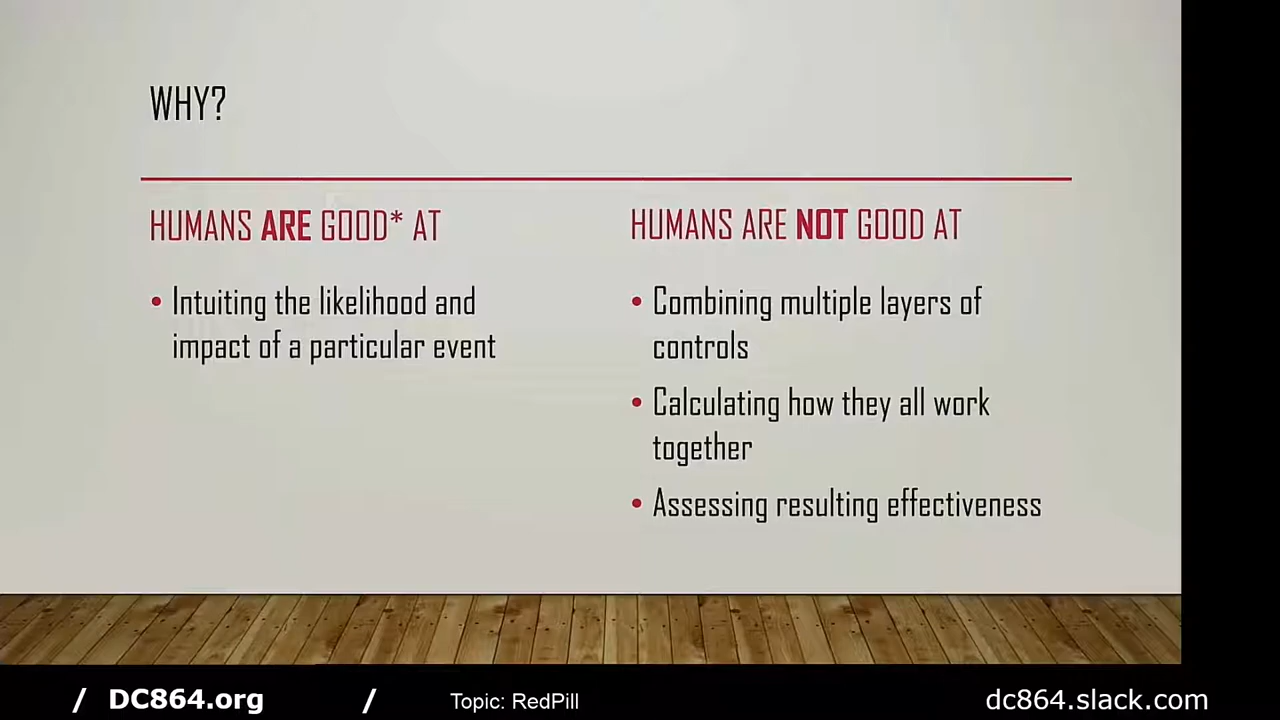 WHY?
HUMANS ARE GOOD* AT
• Intuiting the likelihood and
impact of a particular event
HUMANS ARE NOT GOOD AT
• Combining multiple layers of
controls
• Calculating how they all work
together
• Assessing resulting effectiveness
/ DC864.org / Topic: RedPill dc864.slack.com